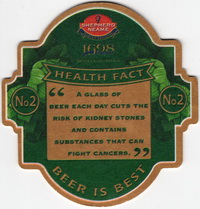 SHEPHERD
NEAME
1698
HEALTH FACT
No2
No2
“ A GLASS OF
BEER EACH DAY CUTS THE
RISK OF KIDNEY STONES
AND CONTAINS
SUBSTANCES THAT CAN
FIGHT CANCERS. ”
BEER IS BEST